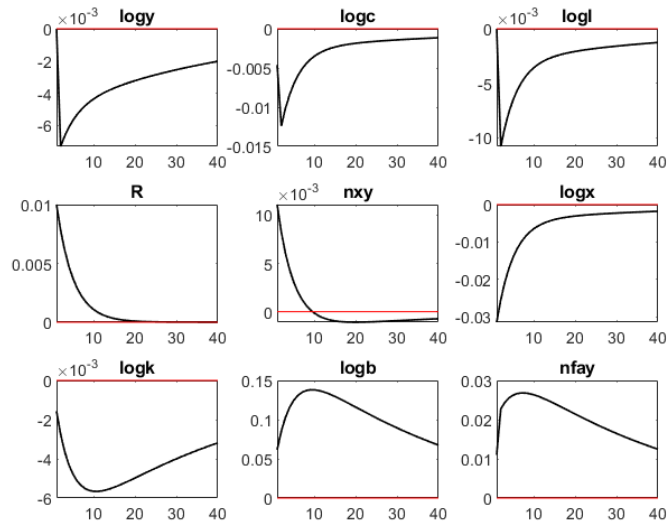 ×10⁻³ logy logc ×10⁻³ logl
0 0 0
-2 -0.005 -5
-4 -0.01
-6 -0.015 -10
10 20 30 40 10 20 30 40 10 20 30 40
R ×10⁻³ nxy logx
0.01 10 0
0.005 5 -0.01
-0.02
0 0 -0.03
10 20 30 40 10 20 30 40 10 20 30 40
×10⁻³ logk logb nfay
0 0.15 0.03
-2 0.1 0.02
-4 0.05 0.01
-6 0 0
10 20 30 40 10 20 30 40 10 20 30 40